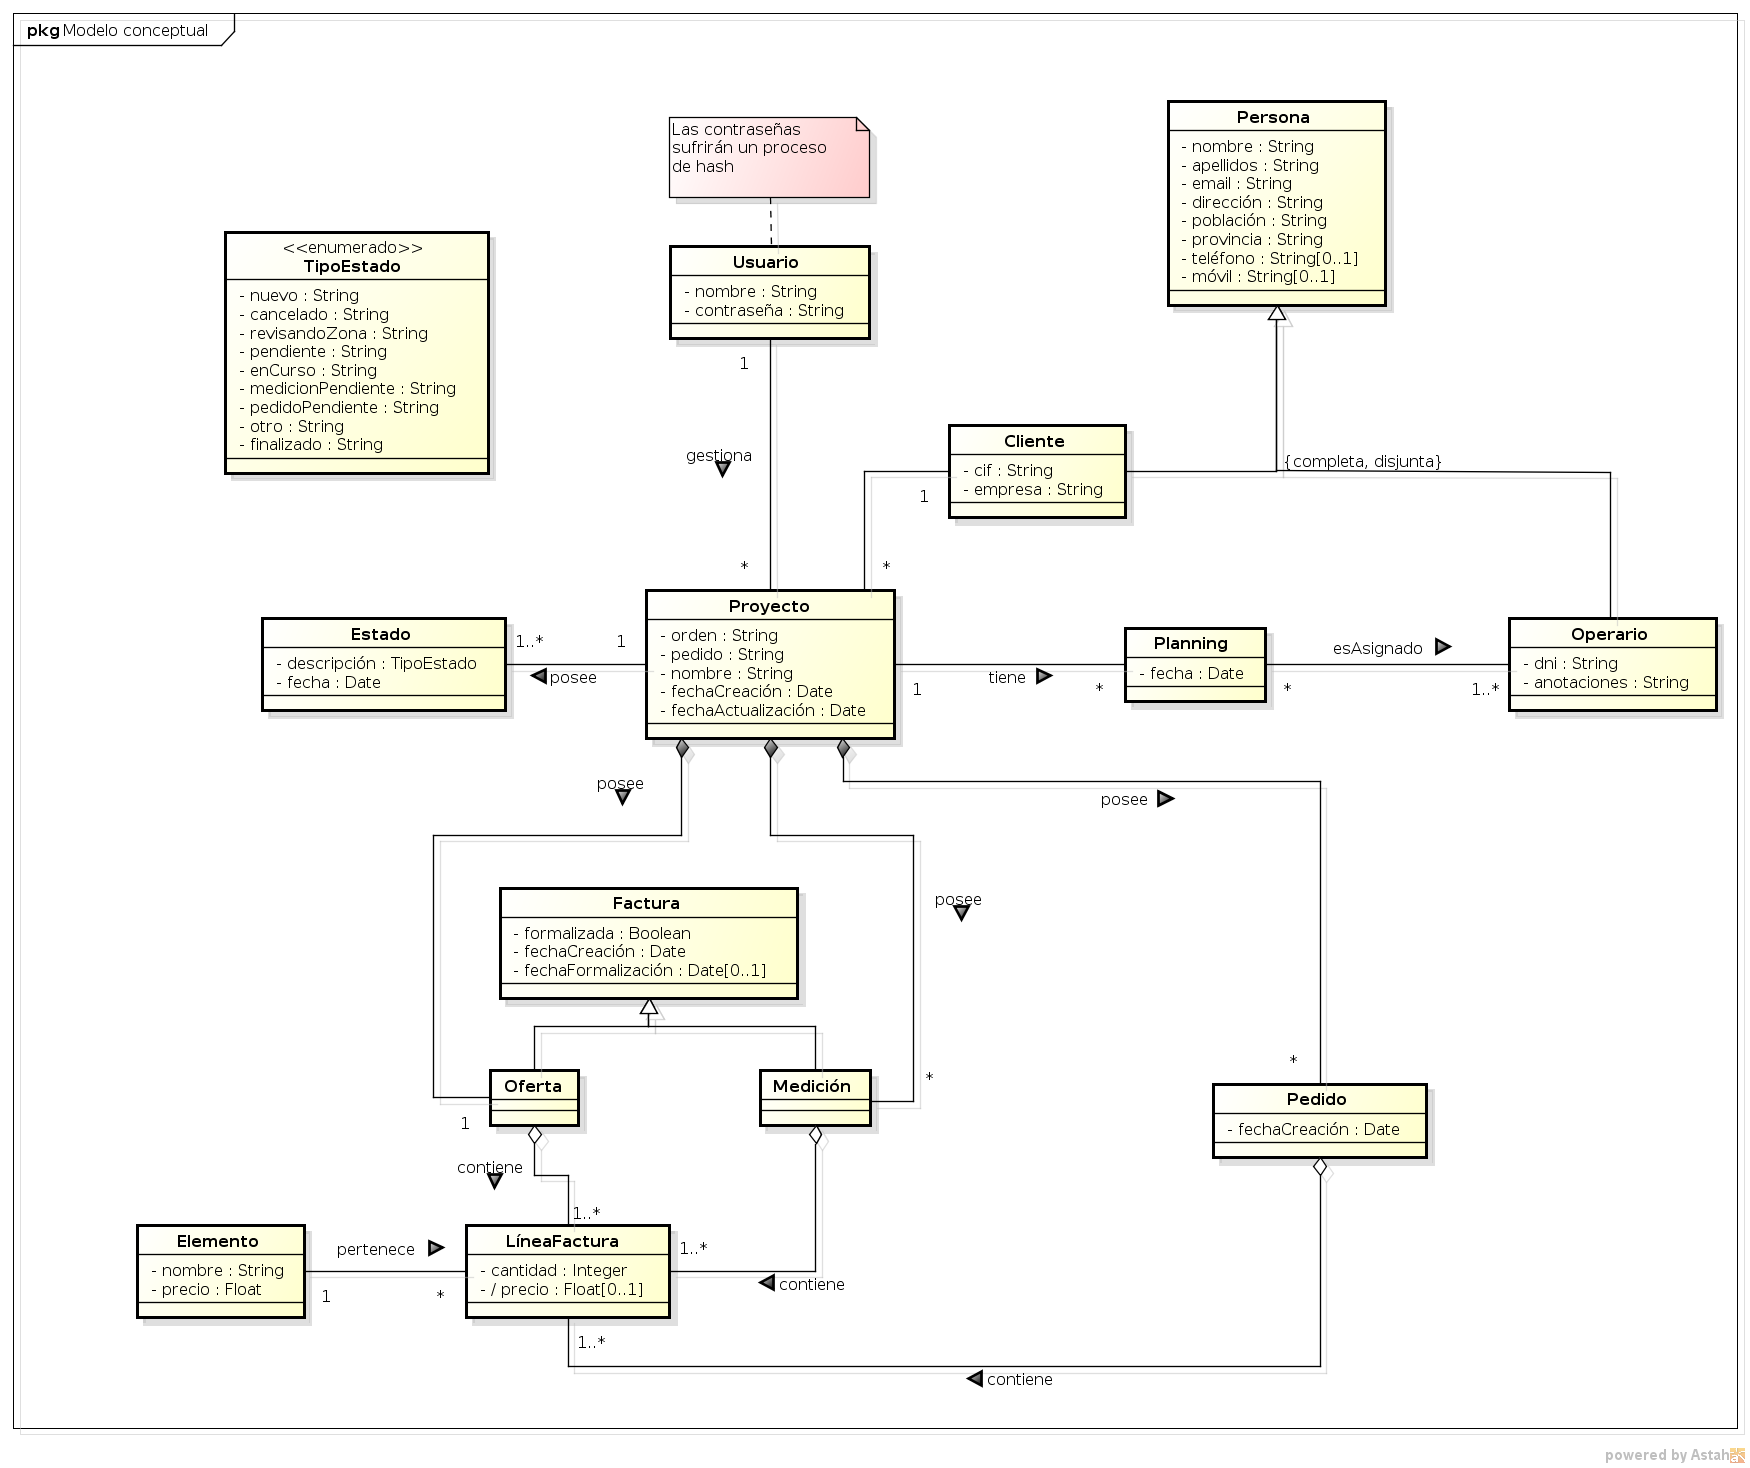 pkg Modelo conceptual
Las contraseñas
sufrirán un proceso
de hash
Persona
- nombre : String
- apellidos : String
- email : String
- dirección : String
- población : String
- provincia : String
- teléfono : String[0..1]
- móvil : String[0..1]
<<enumerado>>
TipoEstado
- nuevo : String
- cancelado : String
- revisandoZona : String
- pendiente : String
- enCurso : String
- medicionPendiente : String
- pedidoPendiente : String
- otro : String
- finalizado : String
Usuario
- nombre : String
- contraseña : String
1
gestiona
*
Cliente
- cif : String
- empresa : String
{completa, disjunta}
1
*
Estado
- descripción : TipoEstado
- fecha : Date
1..*
1
posee
Proyecto
- orden : String
- pedido : String
- nombre : String
- fechaCreación : Date
- fechaActualización : Date
1
tiene
*
Planning
- fecha : Date
esAsignado
*
1..*
Operario
- dni : String
- anotaciones : String
posee
posee
posee
Factura
- formalizada : Boolean
- fechaCreación : Date
- fechaFormalización : Date[0..1]
Oferta
1
Medición
*
*
Pedido
- fechaCreación : Date
contiene
1..*
Elemento
- nombre : String
- precio : Float
pertenece
1
*
LíneaFactura
- cantidad : Integer
- / precio : Float[0..1]
1..*
contiene
1..*
contiene
powered by Astah